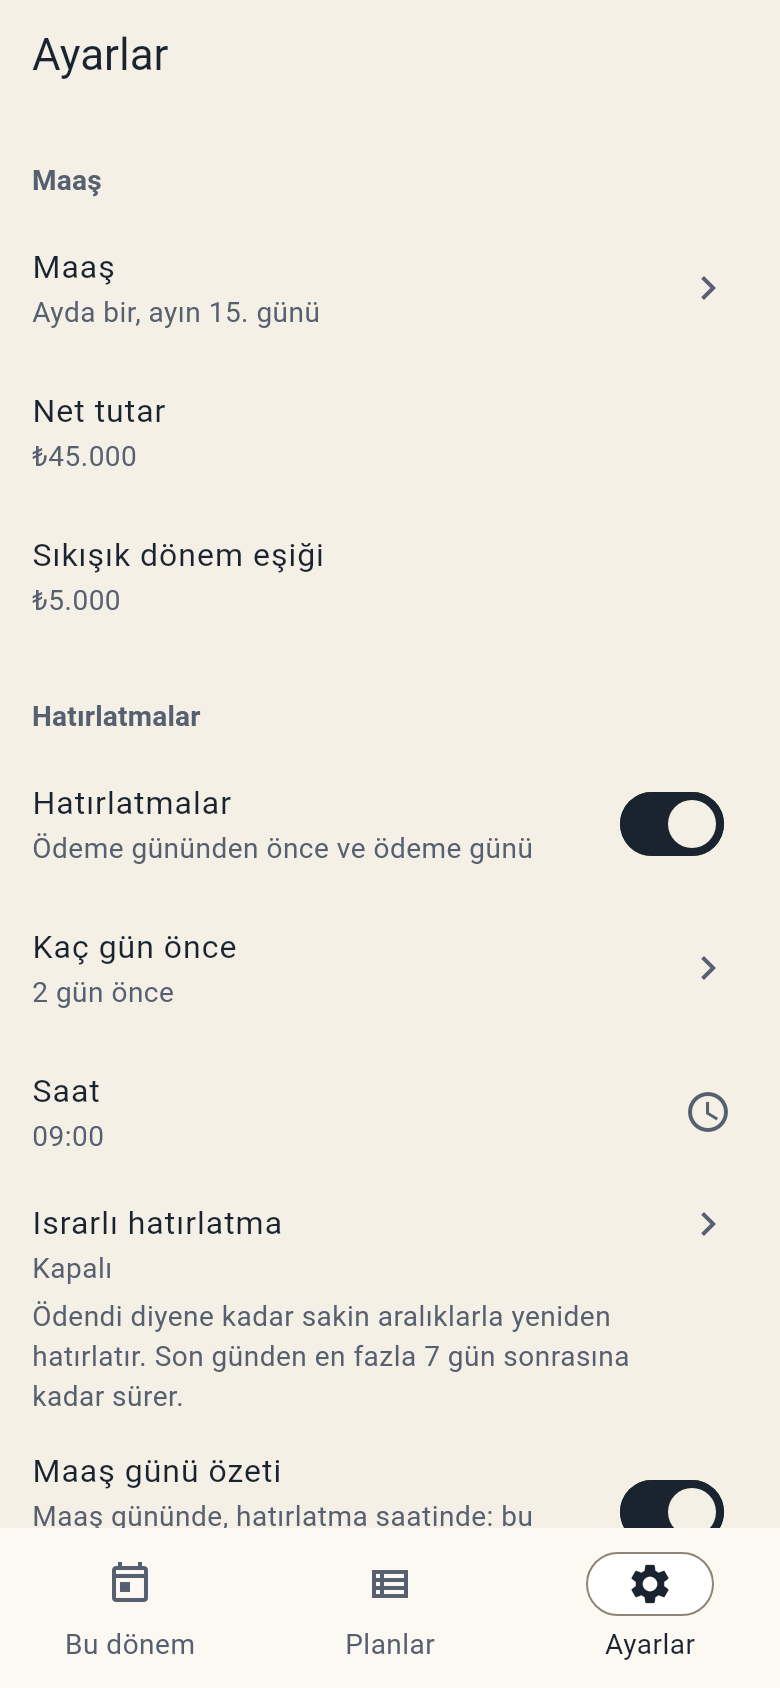 Ayarlar
Maaş
Maaş
Ayda bir, ayın 15. günü
Net tutar
₺45.000
Sıkışık dönem eşiği
₺5.000
Hatırlatmalar
Hatırlatmalar
Ödeme gününden önce ve ödeme günü
Kaç gün önce
2 gün önce
Saat
09:00
Israrlı hatırlatma
Kapalı
Ödendi diyene kadar sakin aralıklarla yeniden
hatırlatır. Son günden en fazla 7 gün sonrasına
kadar sürer.
Maaş günü özeti
Maaş gününde, hatırlatma saatinde: bu
Bu dönem
Planlar
Ayarlar